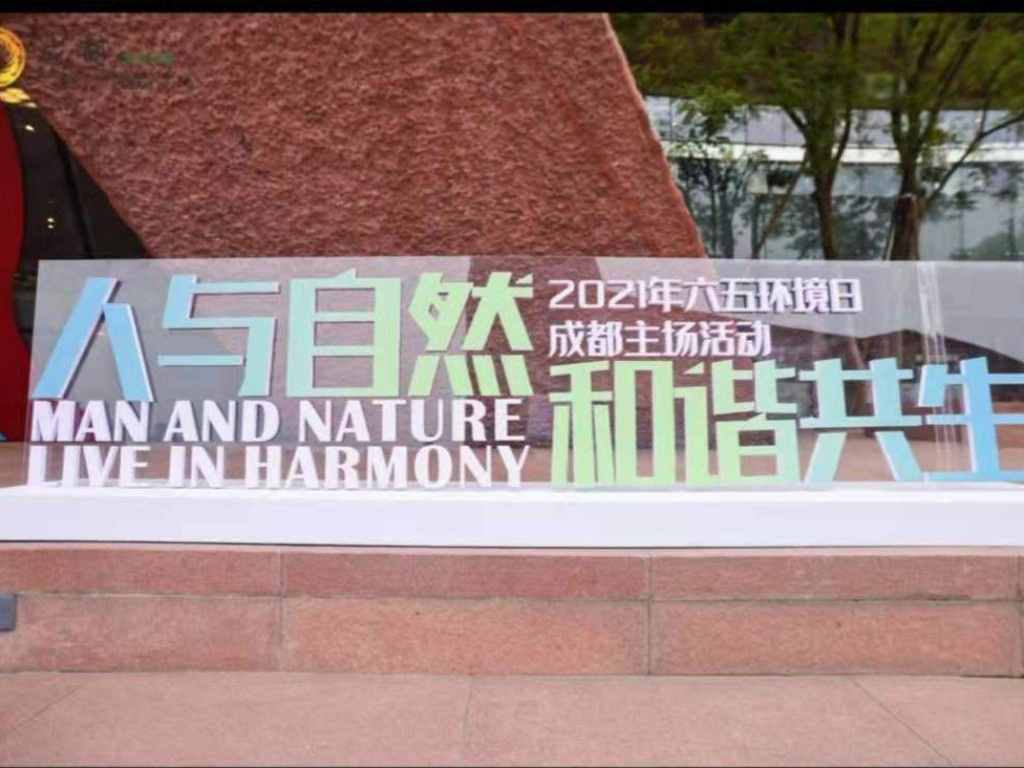 人与自然
MAN AND NATURE
LIVE IN HARMONY
2021年六五环境日
成都主场活动
和谐共生